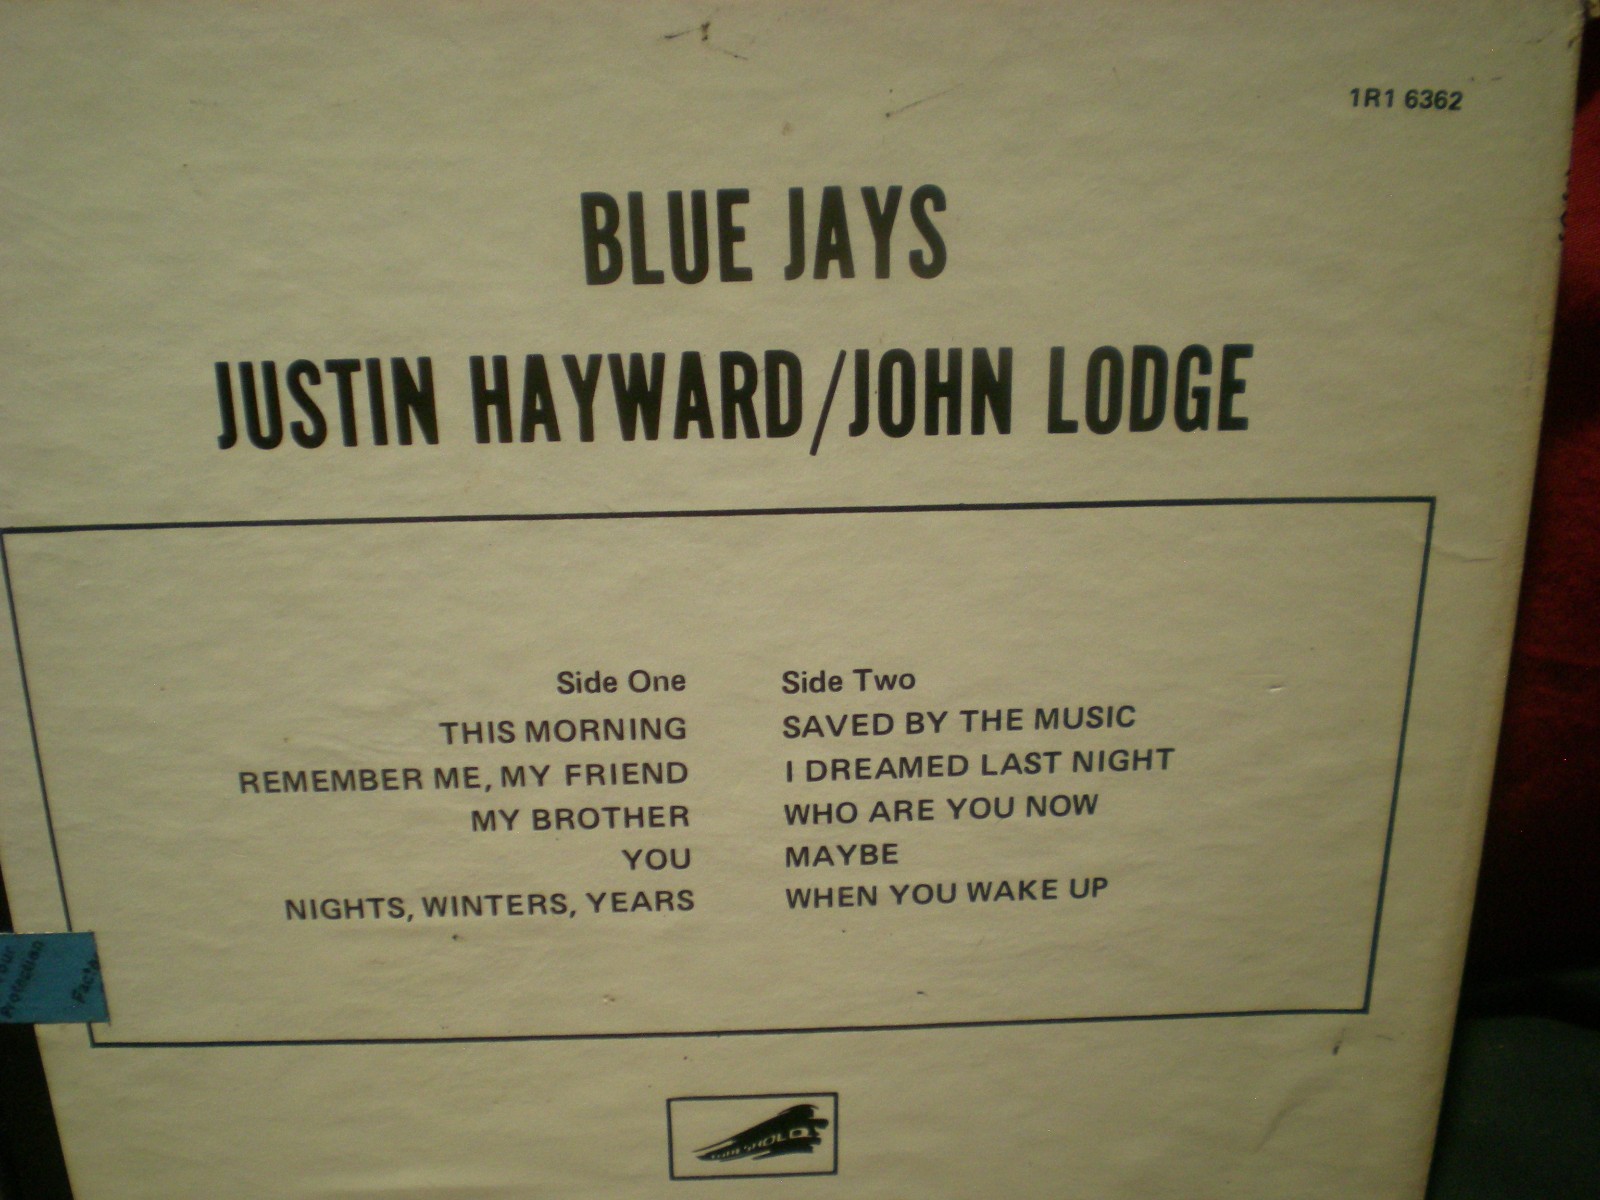 1R1 6362
BLUE JAYS
JUSTIN HAYWARD/JOHN LODGE
Side One
THIS MORNING
REMEMBER ME, MY FRIEND
MY BROTHER
YOU
NIGHTS, WINTERS, YEARS
Side Two
SAVED BY THE MUSIC
I DREAMED LAST NIGHT
WHO ARE YOU NOW
MAYBE
WHEN YOU WAKE UP
Protection
THRESHOLD